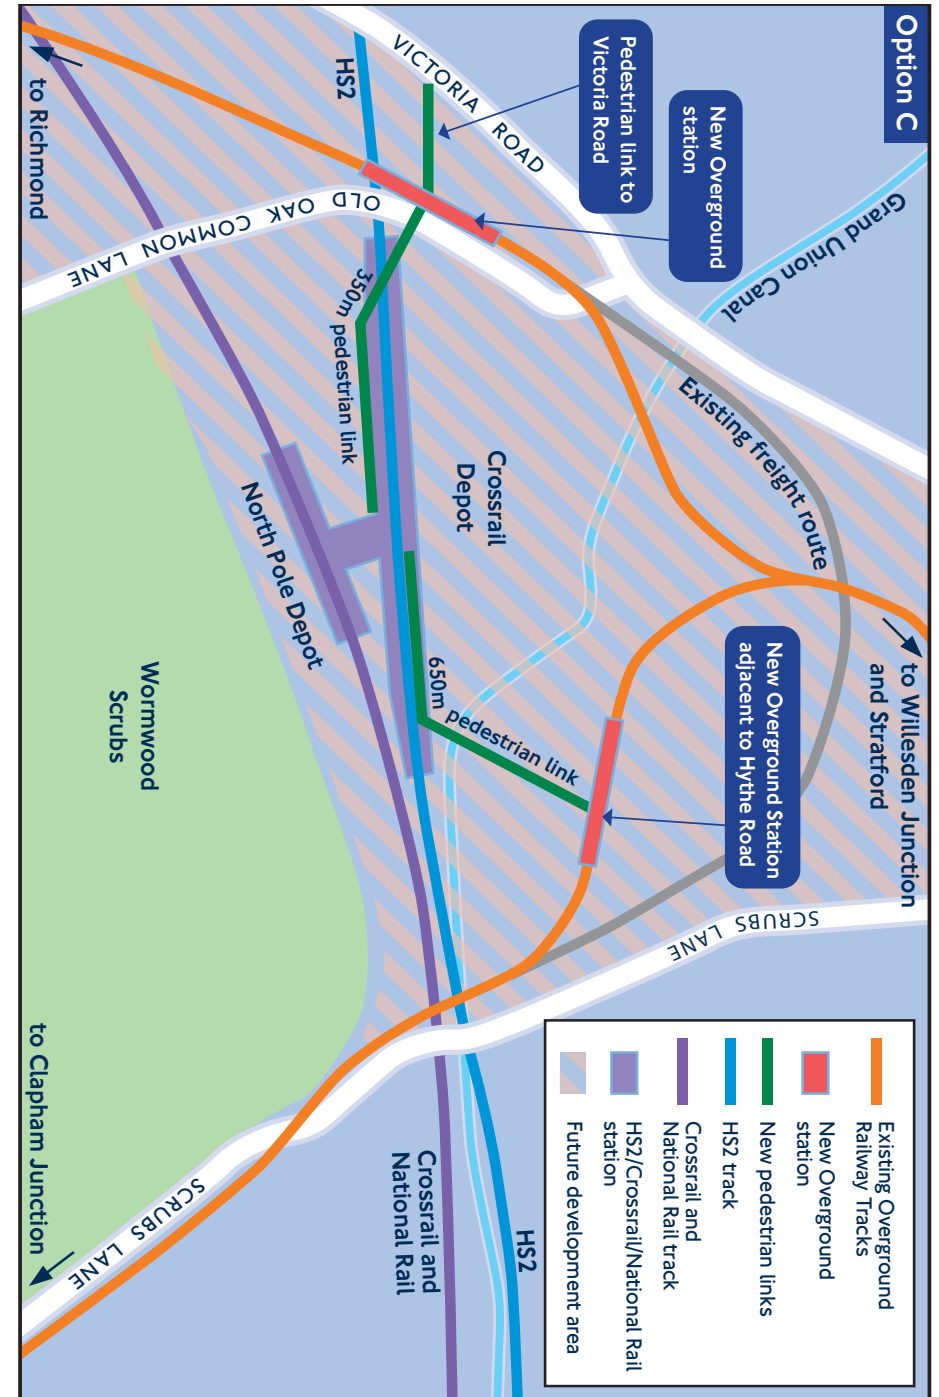 Option C
Grand Union Canal
VICTORIA ROAD
HS2
Pedestrian link to
Victoria Road
New Overground
station
to Richmond
OLD OAK COMMON LANE
350m pedestrian link
Crossrail
Depot
Existing freight route
North Pole Depot
650m pedestrian link
New Overground Station
adjacent to Hythe Road
to Willesden Junction
and Stratford
Wormwood
Scrubs
SCRUBS LANE
to Clapham Junction
SCRUBS LANE
Crossrail and
National Rail
HS2
Existing Overground
Railway Tracks
New Overground
station
New pedestrian links
HS2 track
Crossrail and
National Rail track
HS2/Crossrail/National Rail
station
Future development area